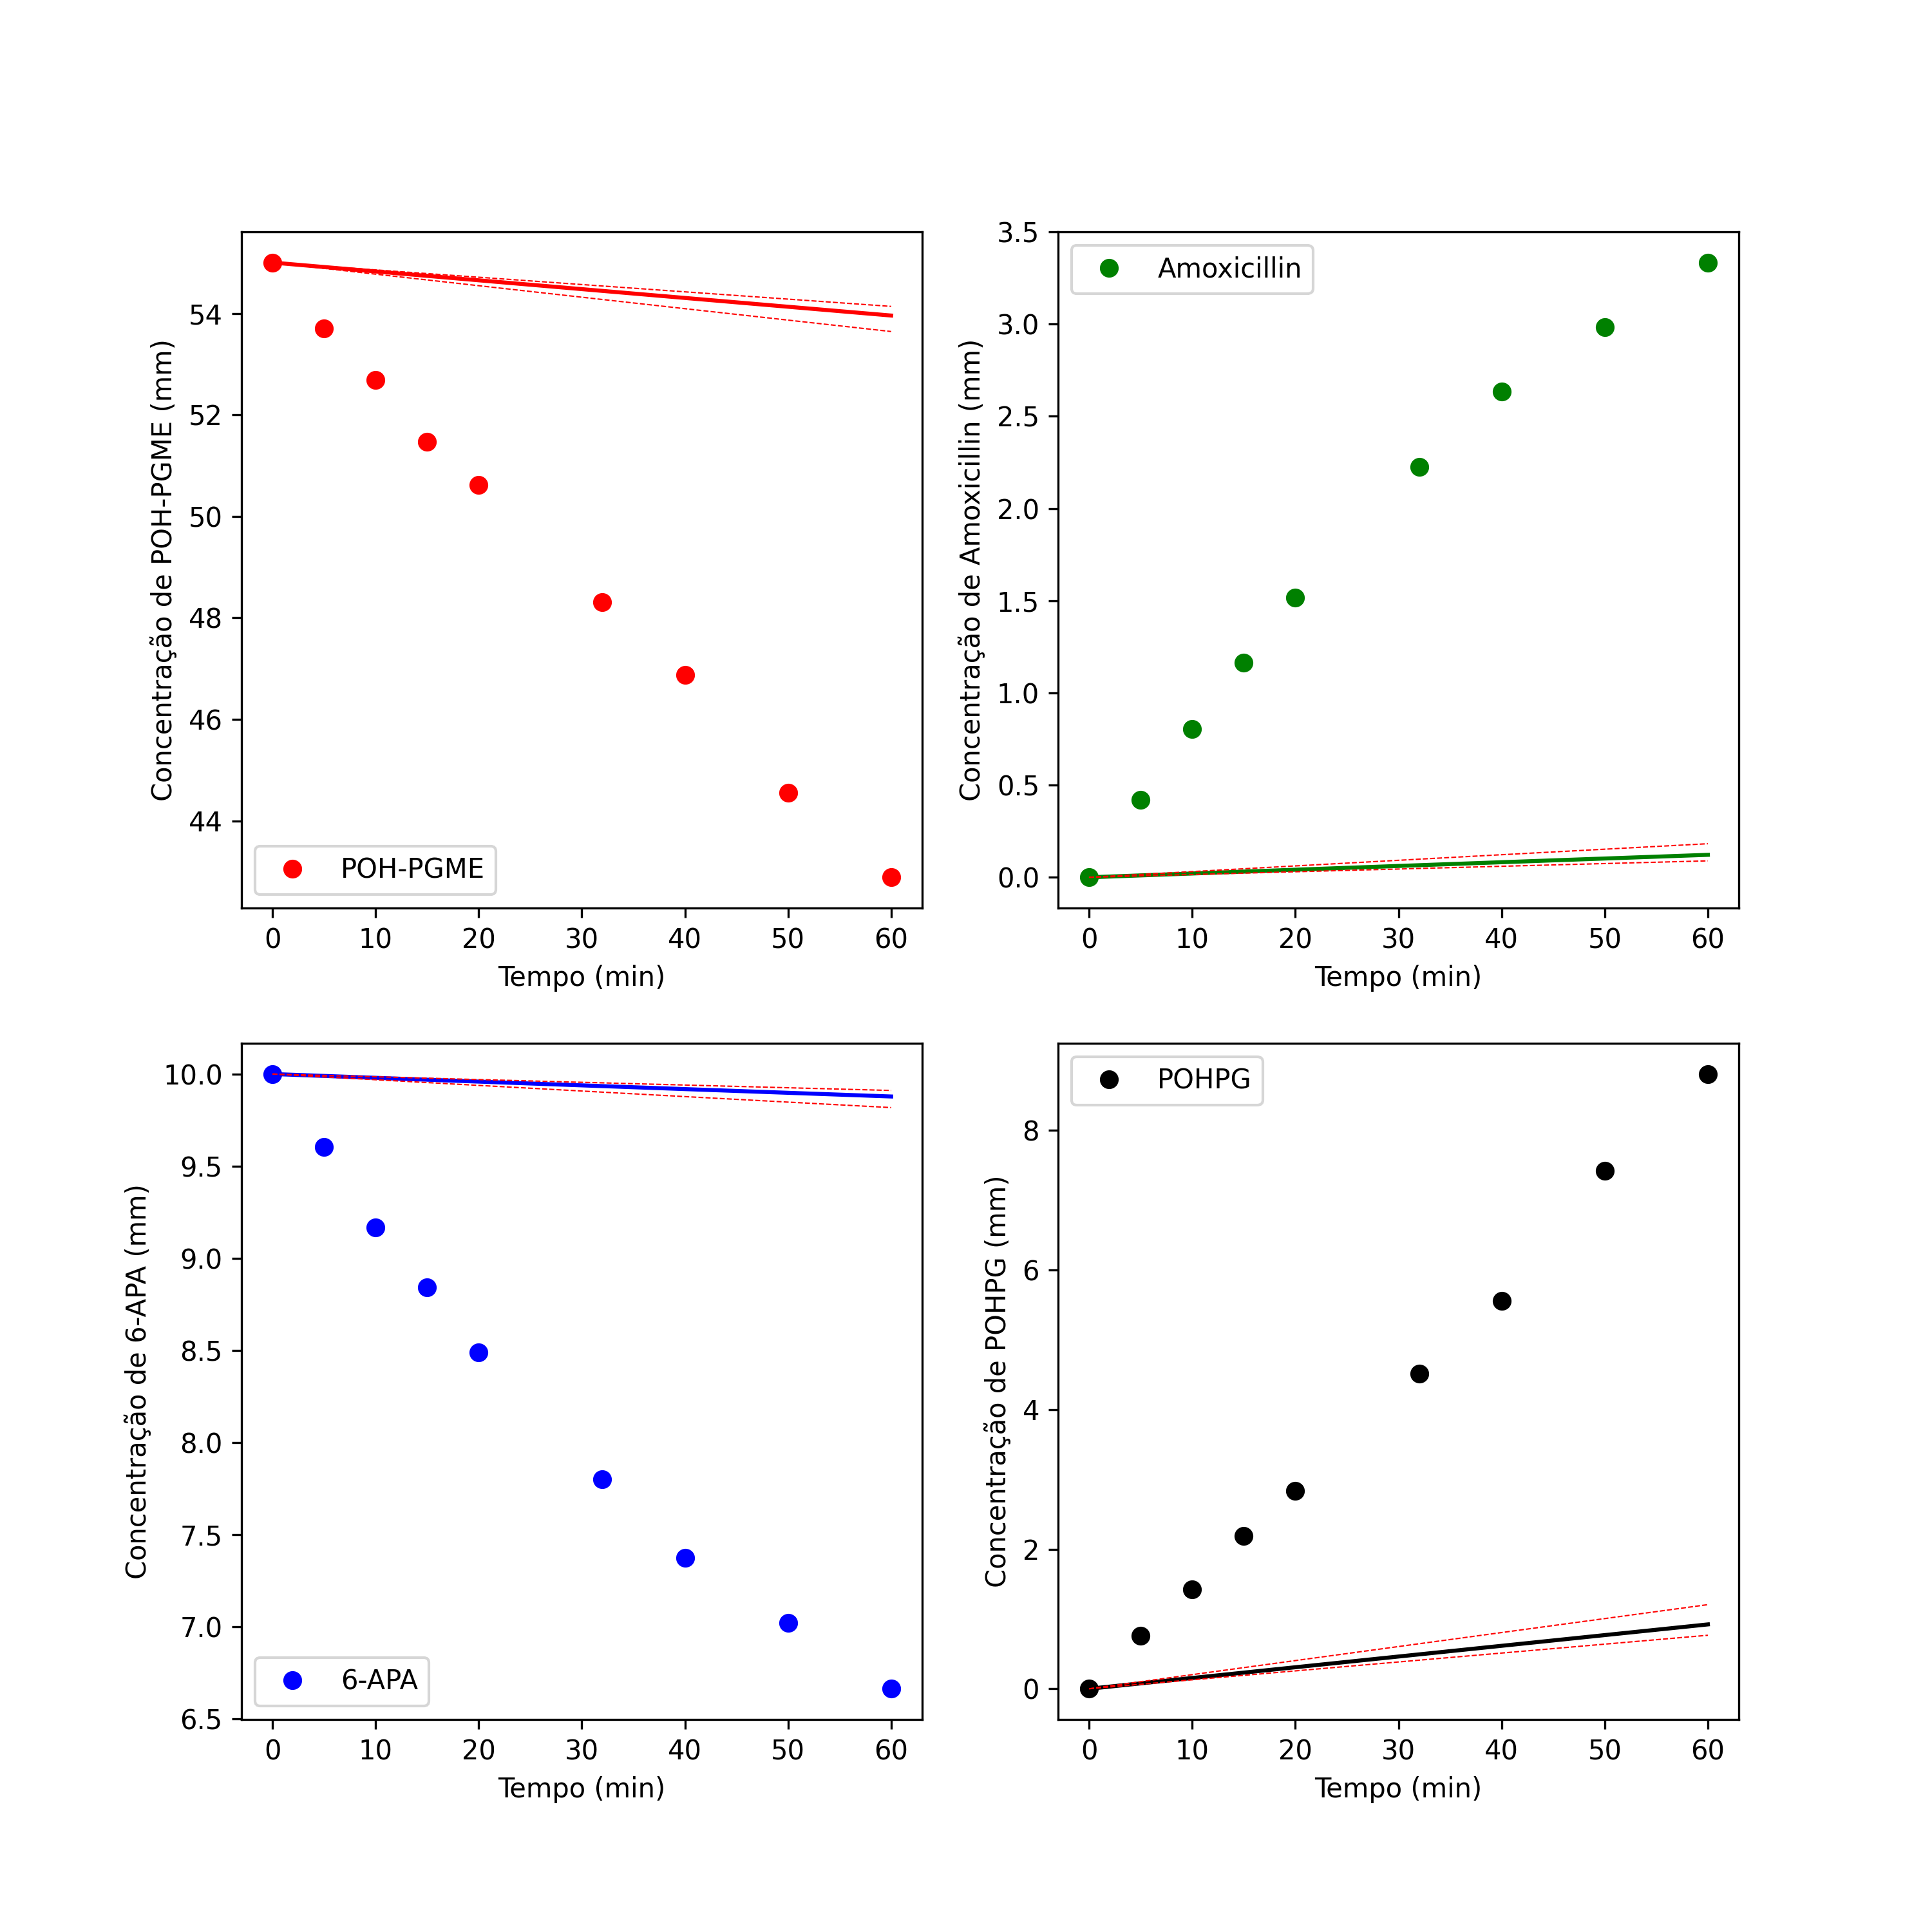 Concentração de POH-PGME (mm)
54
52
50
48
46
44
POH-PGME
0 10 20 30 40 50 60
Tempo (min)
Concentração de Amoxicillin (mm)
3.5
3.0
2.5
2.0
1.5
1.0
0.5
0.0
Amoxicillin
0 10 20 30 40 50 60
Tempo (min)
Concentração de 6-APA (mm)
10.0
9.5
9.0
8.5
8.0
7.5
7.0
6.5
6-APA
0 10 20 30 40 50 60
Tempo (min)
Concentração de POHPG (mm)
8
6
4
2
0
POHPG
0 10 20 30 40 50 60
Tempo (min)